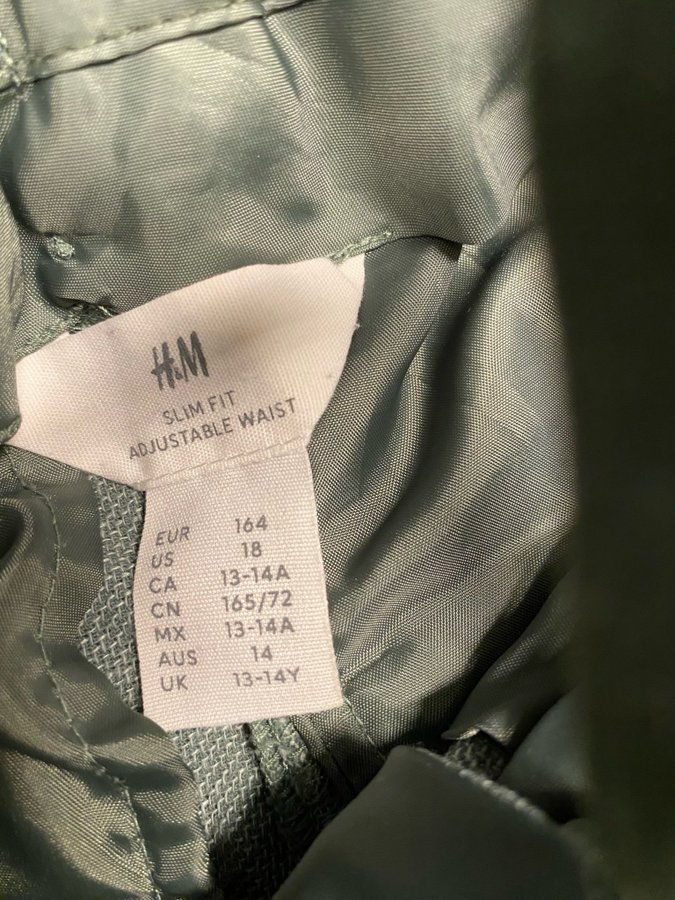 H&M
SLIM FIT
ADJUSTABLE WAIST
EUR 164
US 18
CA 13-14A
CN 165/72
MX 13-14A
AUS 14
UK 13-14Y